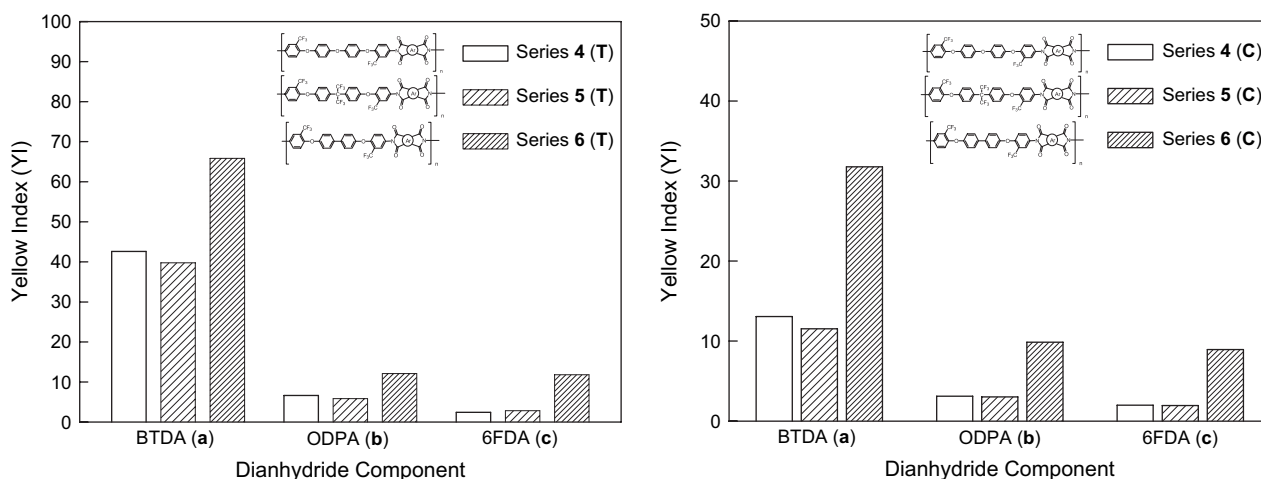 100
90
80
70
60
50
40
30
20
10
0
Yellow Index (YI)
Series 4 (T)
Series 5 (T)
Series 6 (T)
BTDA (a)
ODPA (b)
6FDA (c)
Dianhydride Component
50
40
30
20
10
0
Yellow Index (YI)
Series 4 (C)
Series 5 (C)
Series 6 (C)
BTDA (a)
ODPA (b)
6FDA (c)
Dianhydride Component